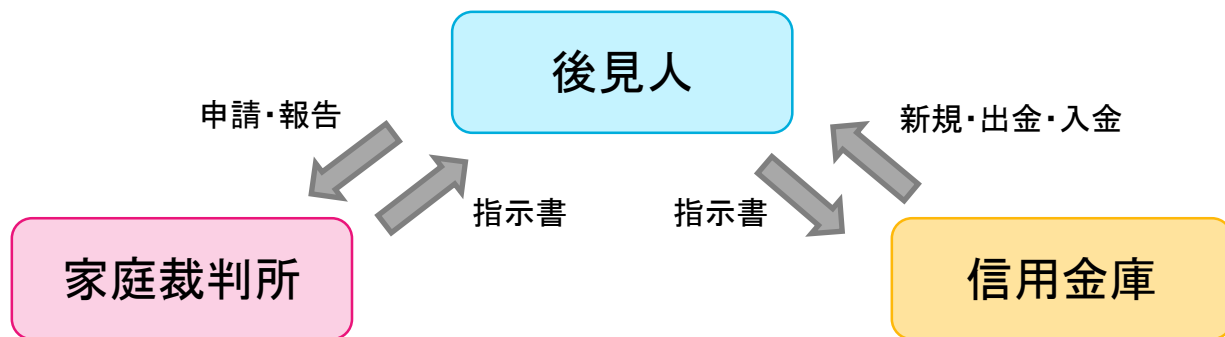 後見人
申請・報告
新規・出金・入金
指示書
指示書
家庭裁判所
信用金庫